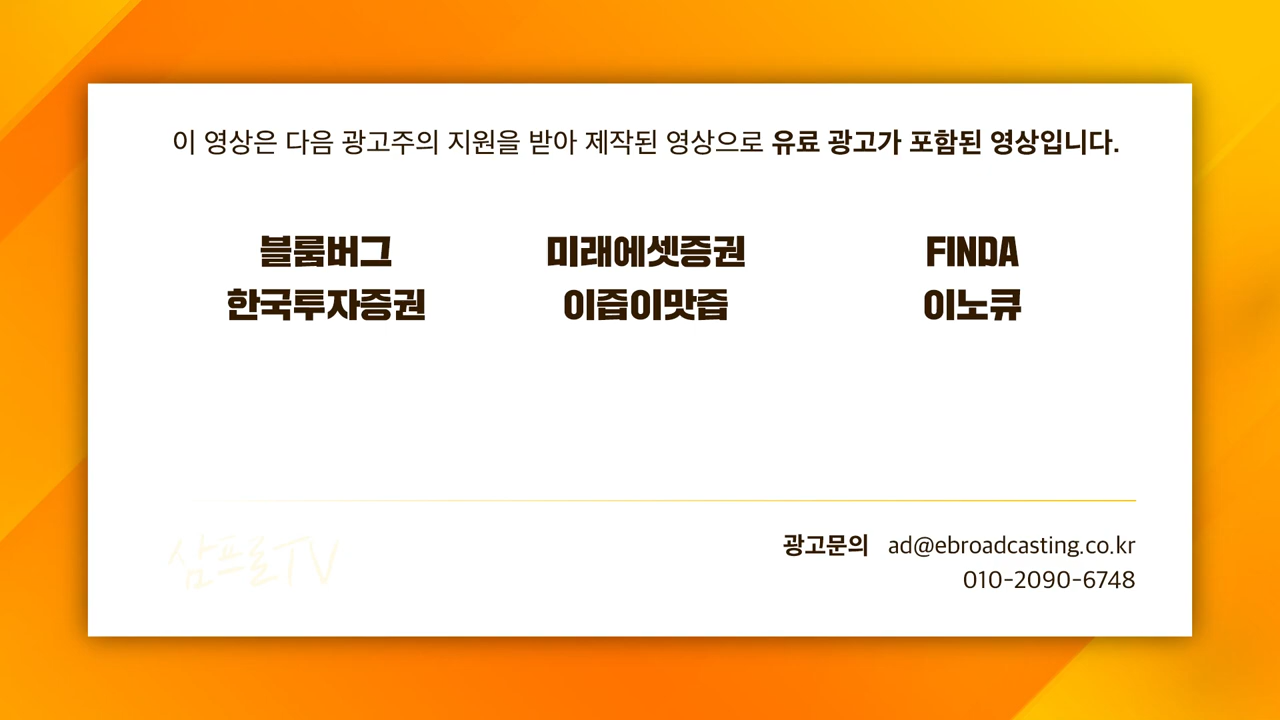 이 영상은 다음 광고주의 지원을 받아 제작된 영상으로 유료 광고가 포함된 영상입니다.
블룸버그 미래에셋증권 FINDA
한국투자증권 이즙이맛즙 이노큐
삼프로TV
광고문의 ad@ebroadcasting.co.kr
010-2090-6748